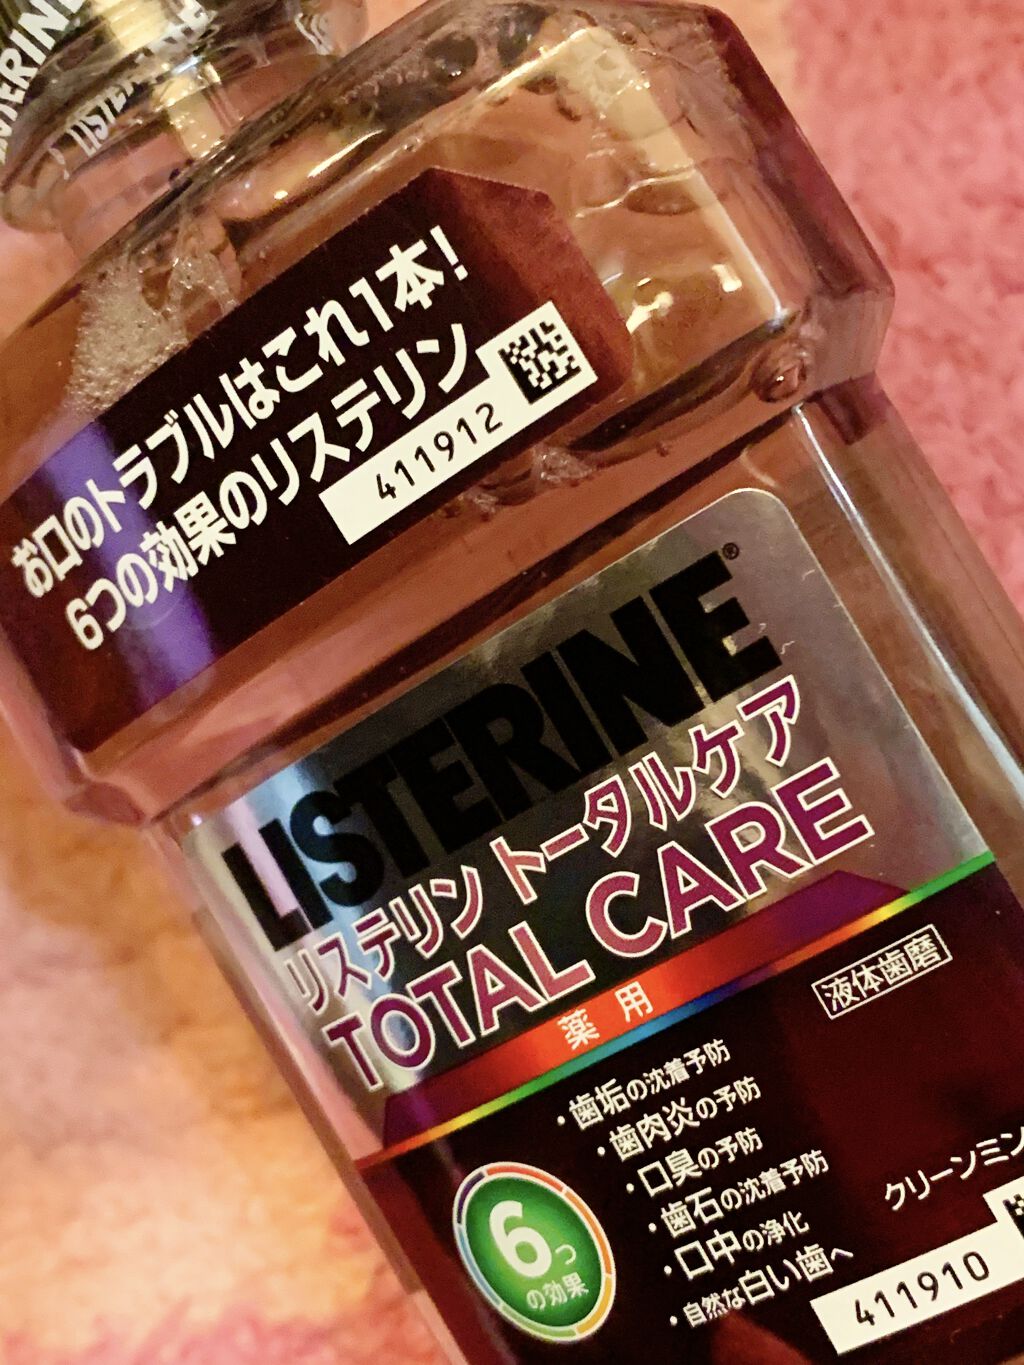 LISTERINE
お口のトラブルはこれ1本!
6つの効果のリステリン
411912
LISTERINE®
リステリン トータルケア
TOTAL CARE
薬用
液体歯磨
・歯垢の沈着予防
・歯肉炎の予防
・口臭の予防
・歯石の沈着予防
・口中の浄化
・自然な白い歯へ
6つ
の効果
クリーンミン
411910